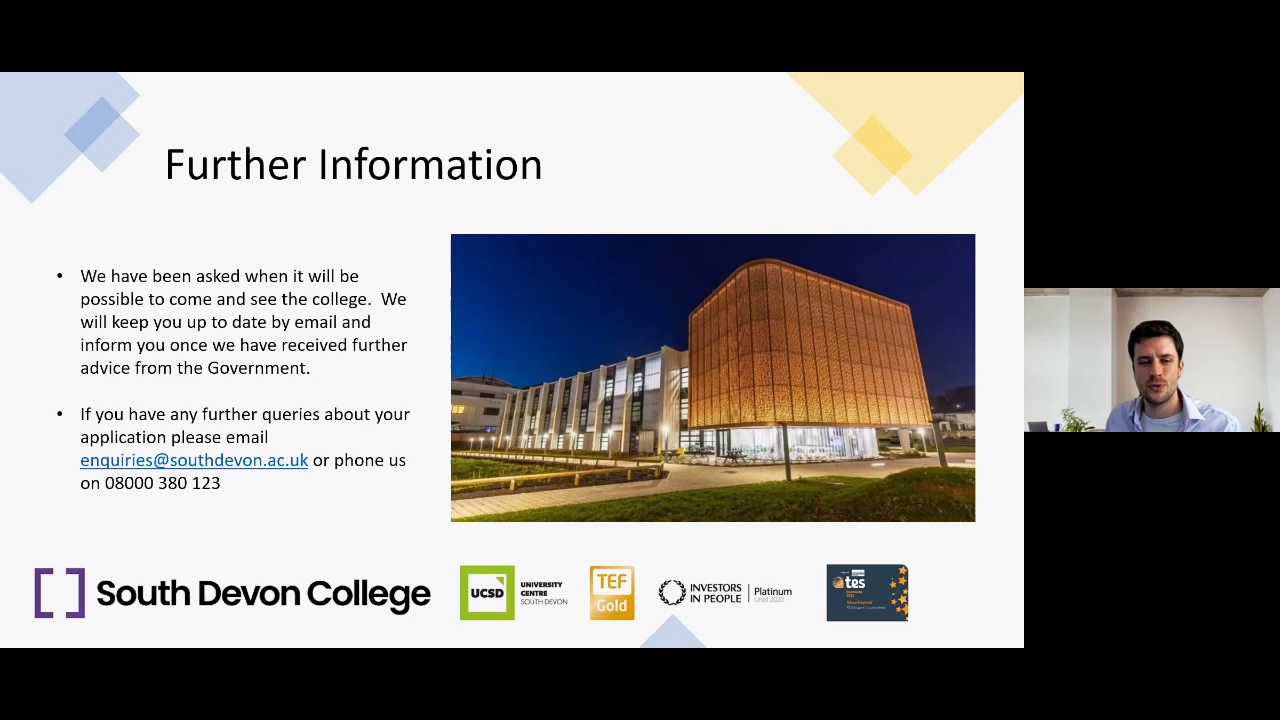 Further Information
• We have been asked when it will be
possible to come and see the college.  We
will keep you up to date by email and
inform you once we have received further
advice from the Government.
• If you have any further queries about your
application please email
enquiries@southdevon.ac.uk or phone us
on 08000 380 123
South Devon College
UCSD
UNIVERSITY
CENTRE
SOUTH DEVON
TEF
Gold
INVESTORS
IN PEOPLE
Platinum
Until 2020
tes